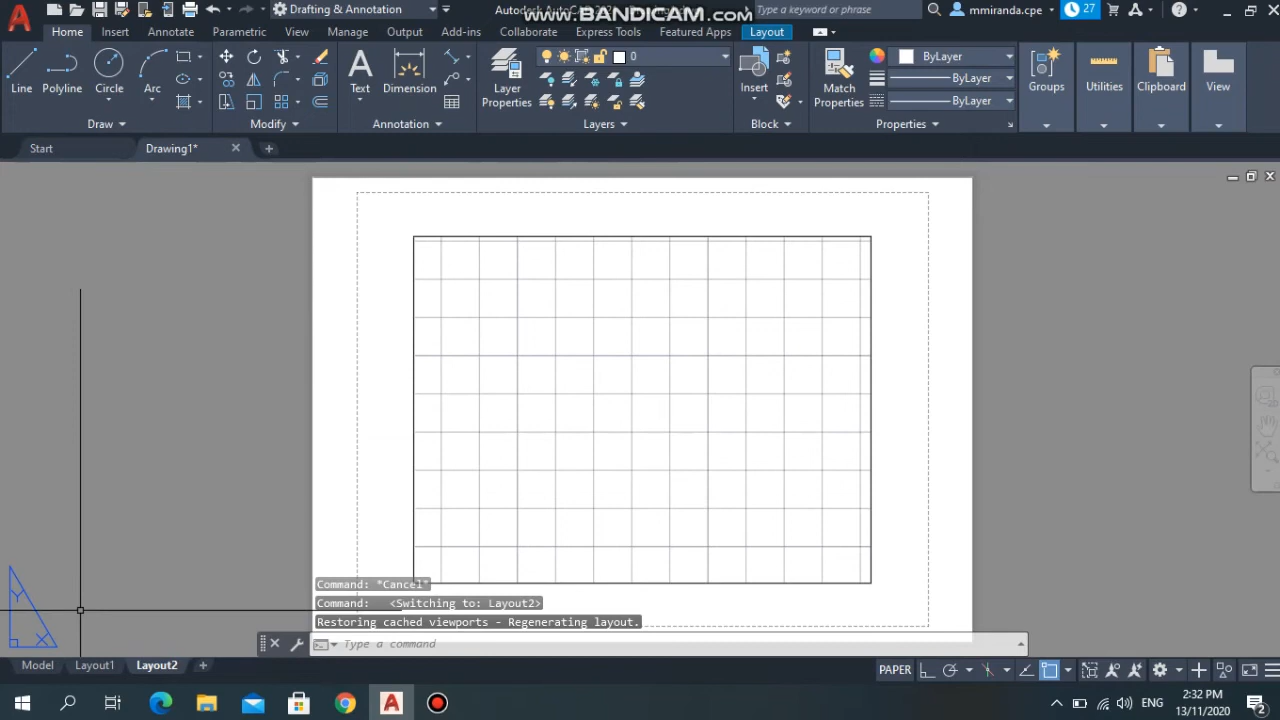 Drafting & Annotation
Autodesk AutoCAD
www.BANDICAM.com
Type a keyword or phrase
mmiranda.cpe
27
Home
Insert
Annotate
Parametric
View
Manage
Output
Add-ins
Collaborate
Express Tools
Featured Apps
Layout
Line
Polyline
Circle
Arc
Text
Dimension
Layer
Properties
0
Insert
Match
Properties
ByLayer
ByLayer
ByLayer
Groups
Utilities
Clipboard
View
Draw
Modify
Annotation
Layers
Block
Properties
Start
Drawing1*
Y
X
Command: *Cancel*
Command:   <Switching to: Layout2>
Restoring cached viewports - Regenerating layout.
Type a command
Model
Layout1
Layout2
PAPER
ENG
2:32 PM
13/11/2020
2